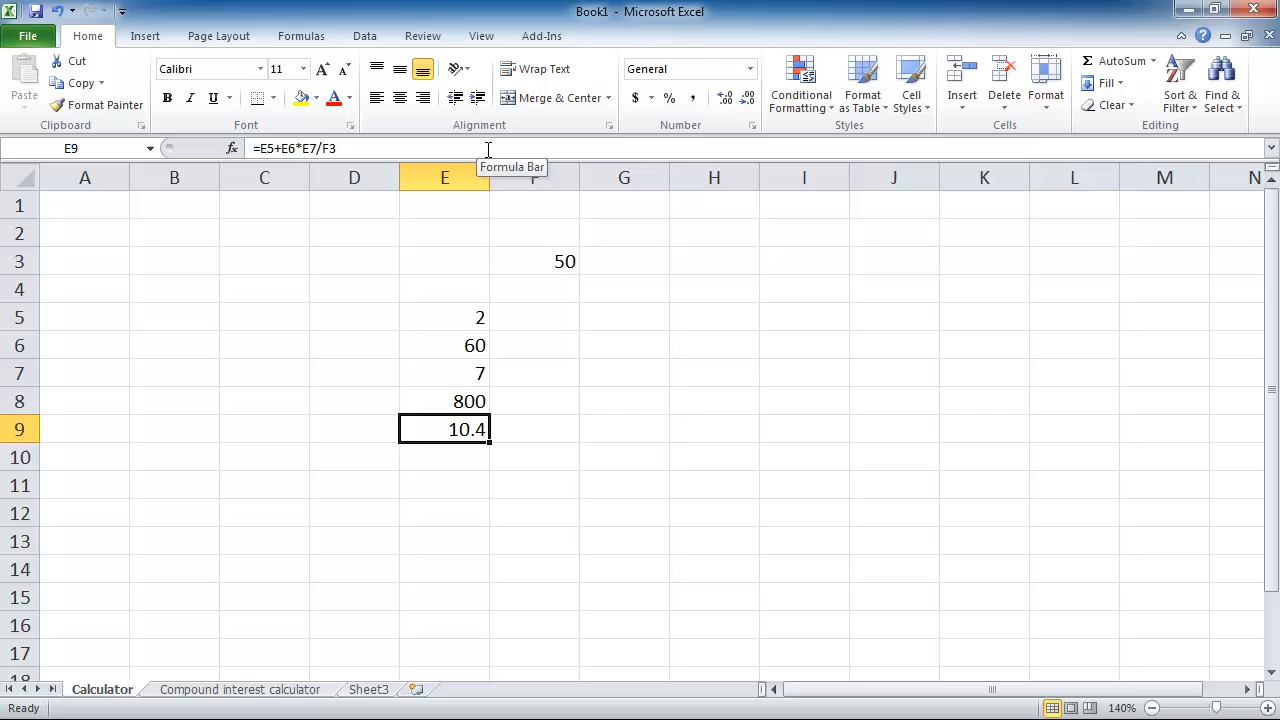 Book1 - Microsoft Excel
File Home Insert Page Layout Formulas Data Review View Add-Ins
Paste
Cut
Copy
Format Painter
Clipboard
Calibri 11
B I U
Font
Wrap Text
Merge & Center
Alignment
General
$ % ,
Number
Conditional Formatting
Format as Table
Cell Styles
Styles
Insert Delete Format
Cells
AutoSum
Fill
Clear
Sort & Filter
Find & Select
Editing
E9 fx =E5+E6*E7/F3
Formula Bar
A B C D E F G H I J K L M N
1
2
3 50
4
5 2
6 60
7 7
8 800
9 10.4
10
11
12
13
14
15
16
17
18
Calculator Compound interest calculator Sheet3
Ready 140%